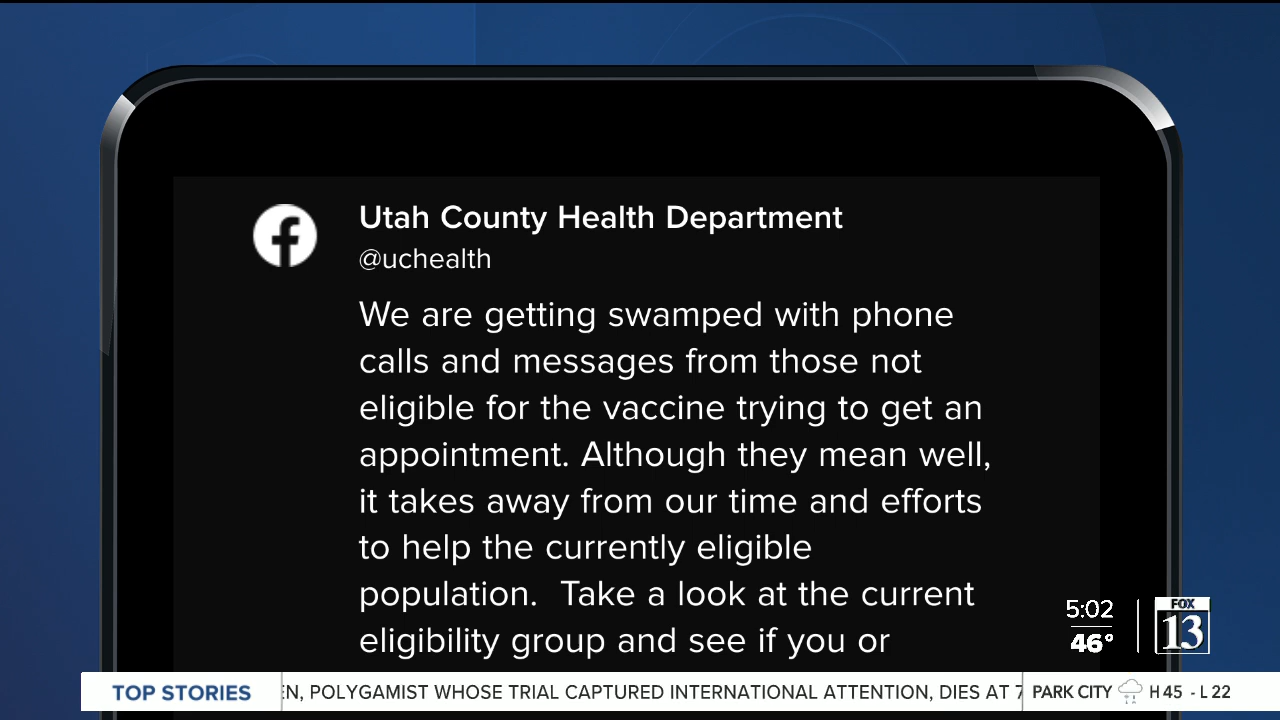 Utah County Health Department
@uchealth
We are getting swamped with phone
calls and messages from those not
eligible for the vaccine trying to get an
appointment. Although they mean well,
it takes away from our time and efforts
to help the currently eligible
population.  Take a look at the current
eligibility group and see if you or
5:02
46°
FOX
13
TOP STORIES
, POLYGAMIST WHOSE TRIAL CAPTURED INTERNATIONAL ATTENTION, DIES AT
PARK CITY H 45 - L 22